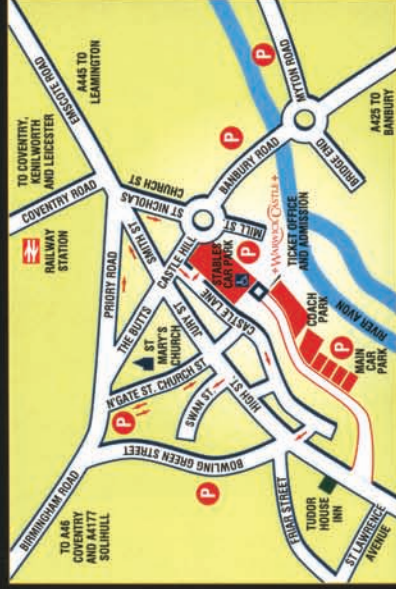 EMSCOTE ROAD
A445 TO
LEAMINGTON
TO COVENTRY,
KENILWORTH
AND LEICESTER
COVENTRY ROAD
RAILWAY
STATION
PRIORY ROAD
SMITH ST
ST NICHOLAS
CHURCH ST
BANBURY ROAD
MYTON ROAD
P
P
BRIDGE END
A425 TO
BANBURY
MILL ST
CASTLE HILL
THE BUTTS
JURY ST
STABLES
CAR PARK
P
WARWICK CASTLE
TICKET OFFICE
AND ADMISSION
CASTLE LANE
COACH
PARK
RIVER AVON
P
MAIN
CAR
PARK
ST
MARY'S
CHURCH
N'GATE ST. CHURCH ST
P
SWAN ST.
HIGH ST.
BOWLING GREEN STREET
P
BIRMINGHAM ROAD
TO A46
COVENTRY
AND A4177
SOLIHULL
FRIAR STREET
TUDOR
HOUSE
INN
ST LAWRENCE
AVENUE